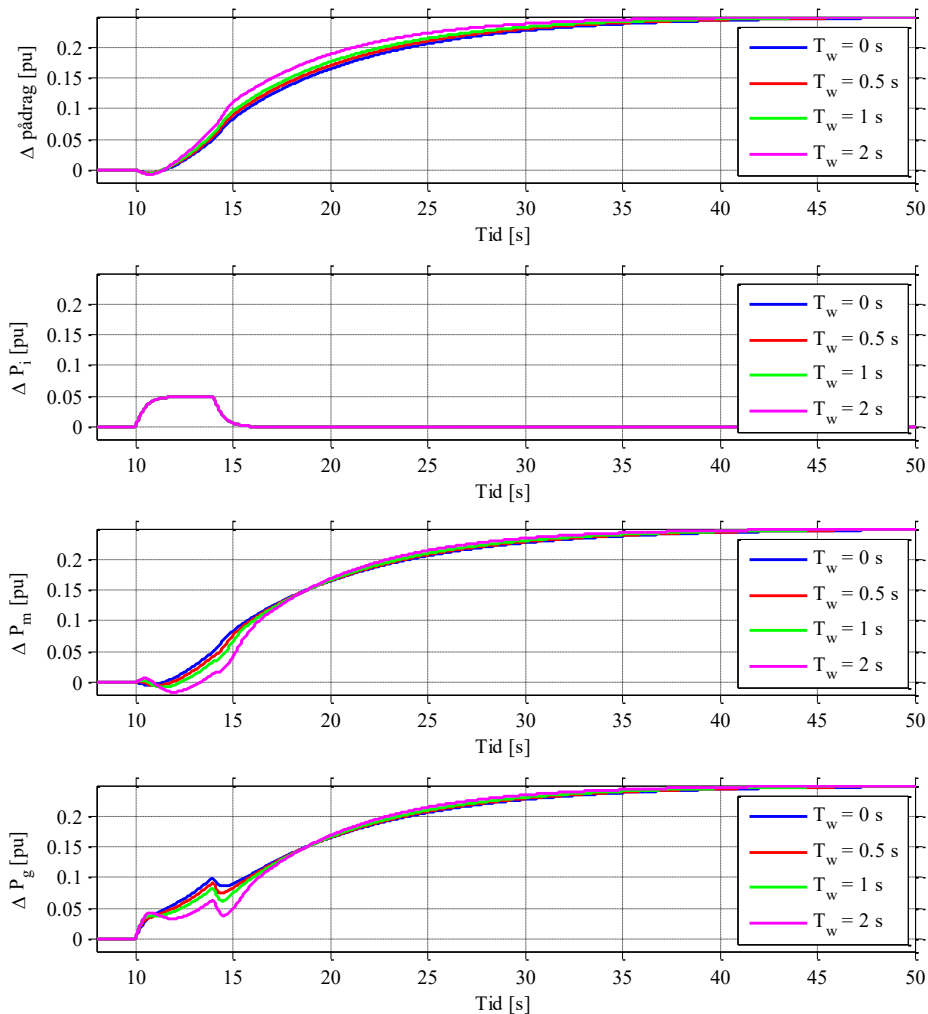 Δ pådrag [pu]
0.2
0.15
0.1
0.05
0
T_w = 0 s
T_w = 0.5 s
T_w = 1 s
T_w = 2 s
10 15 20 25 30 35 40 45 50
Tid [s]
Δ P_i [pu]
0.2
0.15
0.1
0.05
0
T_w = 0 s
T_w = 0.5 s
T_w = 1 s
T_w = 2 s
10 15 20 25 30 35 40 45 50
Tid [s]
Δ P_m [pu]
0.2
0.15
0.1
0.05
0
T_w = 0 s
T_w = 0.5 s
T_w = 1 s
T_w = 2 s
10 15 20 25 30 35 40 45 50
Tid [s]
Δ P_g [pu]
0.2
0.15
0.1
0.05
0
T_w = 0 s
T_w = 0.5 s
T_w = 1 s
T_w = 2 s
10 15 20 25 30 35 40 45 50
Tid [s]